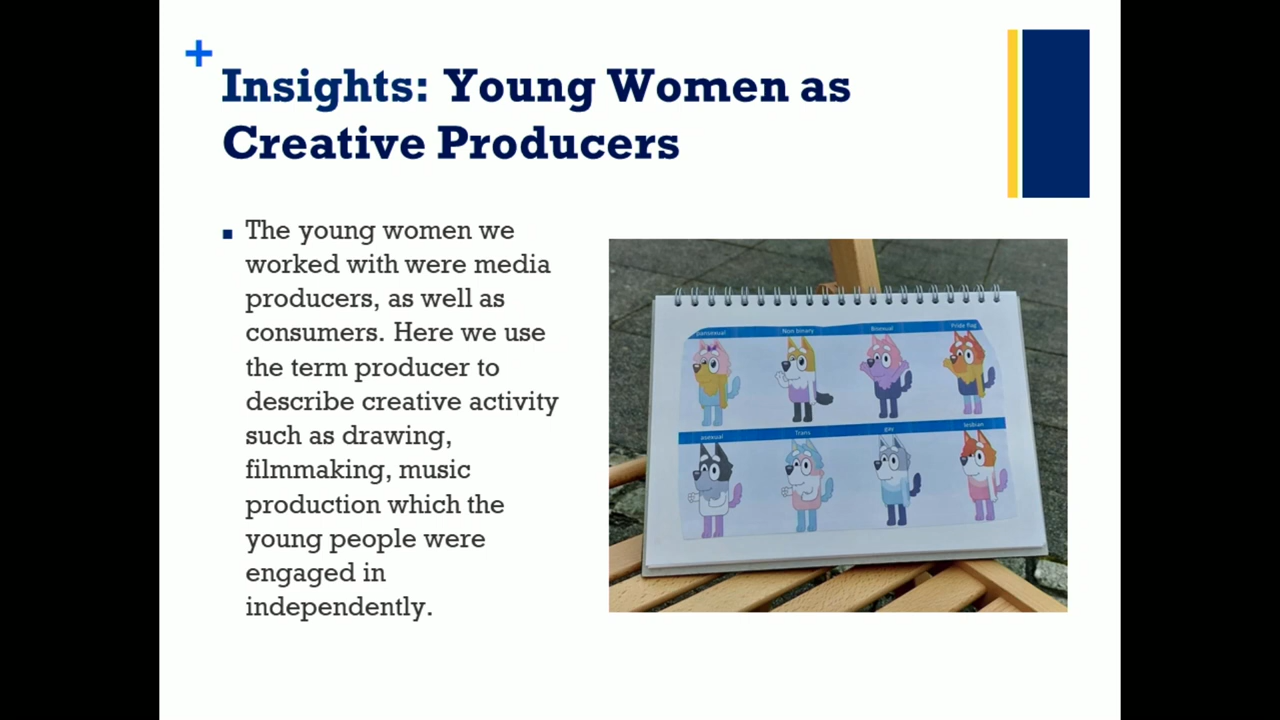 +
Insights: Young Women as
Creative Producers
The young women we
worked with were media
producers, as well as
consumers. Here we use
the term producer to
describe creative activity
such as drawing,
filmmaking, music
production which the
young people were
engaged in
independently.
pansexual Non binary Bisexual Pride flag
asexual Trans gay lesbian